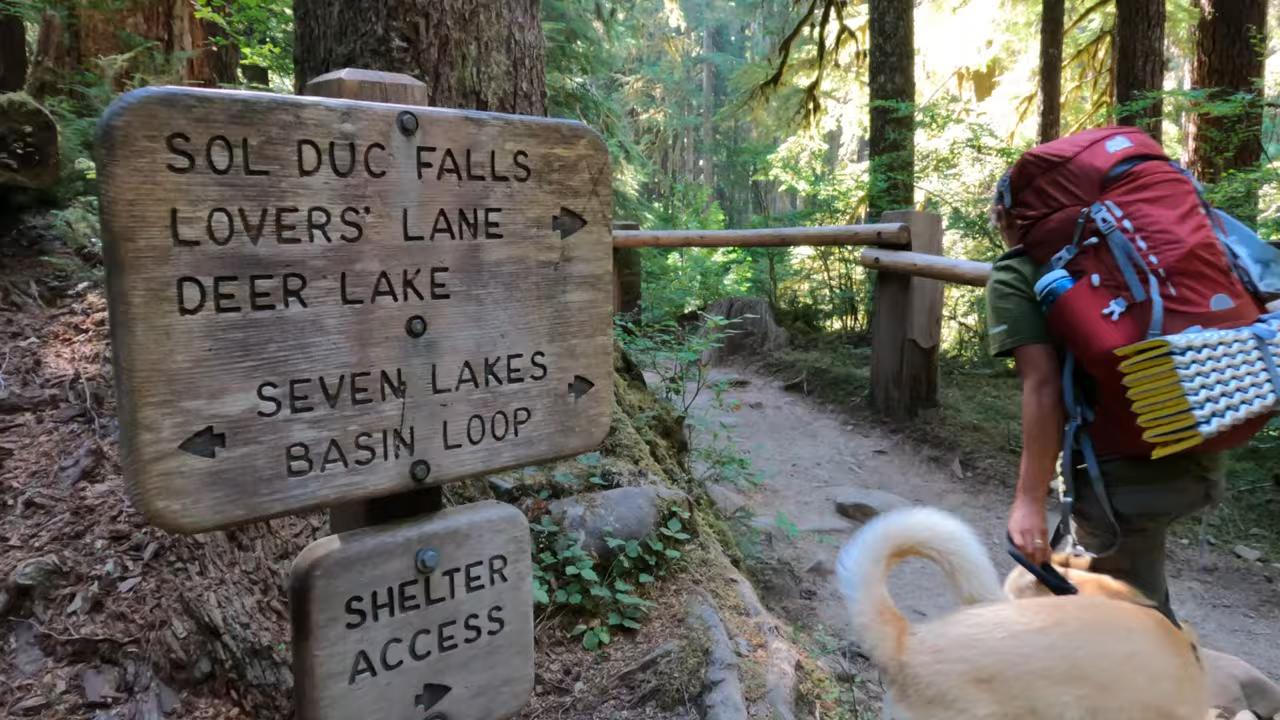 SOL DUC FALLS
LOVERS' LANE
DEER LAKE
SEVEN LAKES
BASIN LOOP
SHELTER
ACCESS